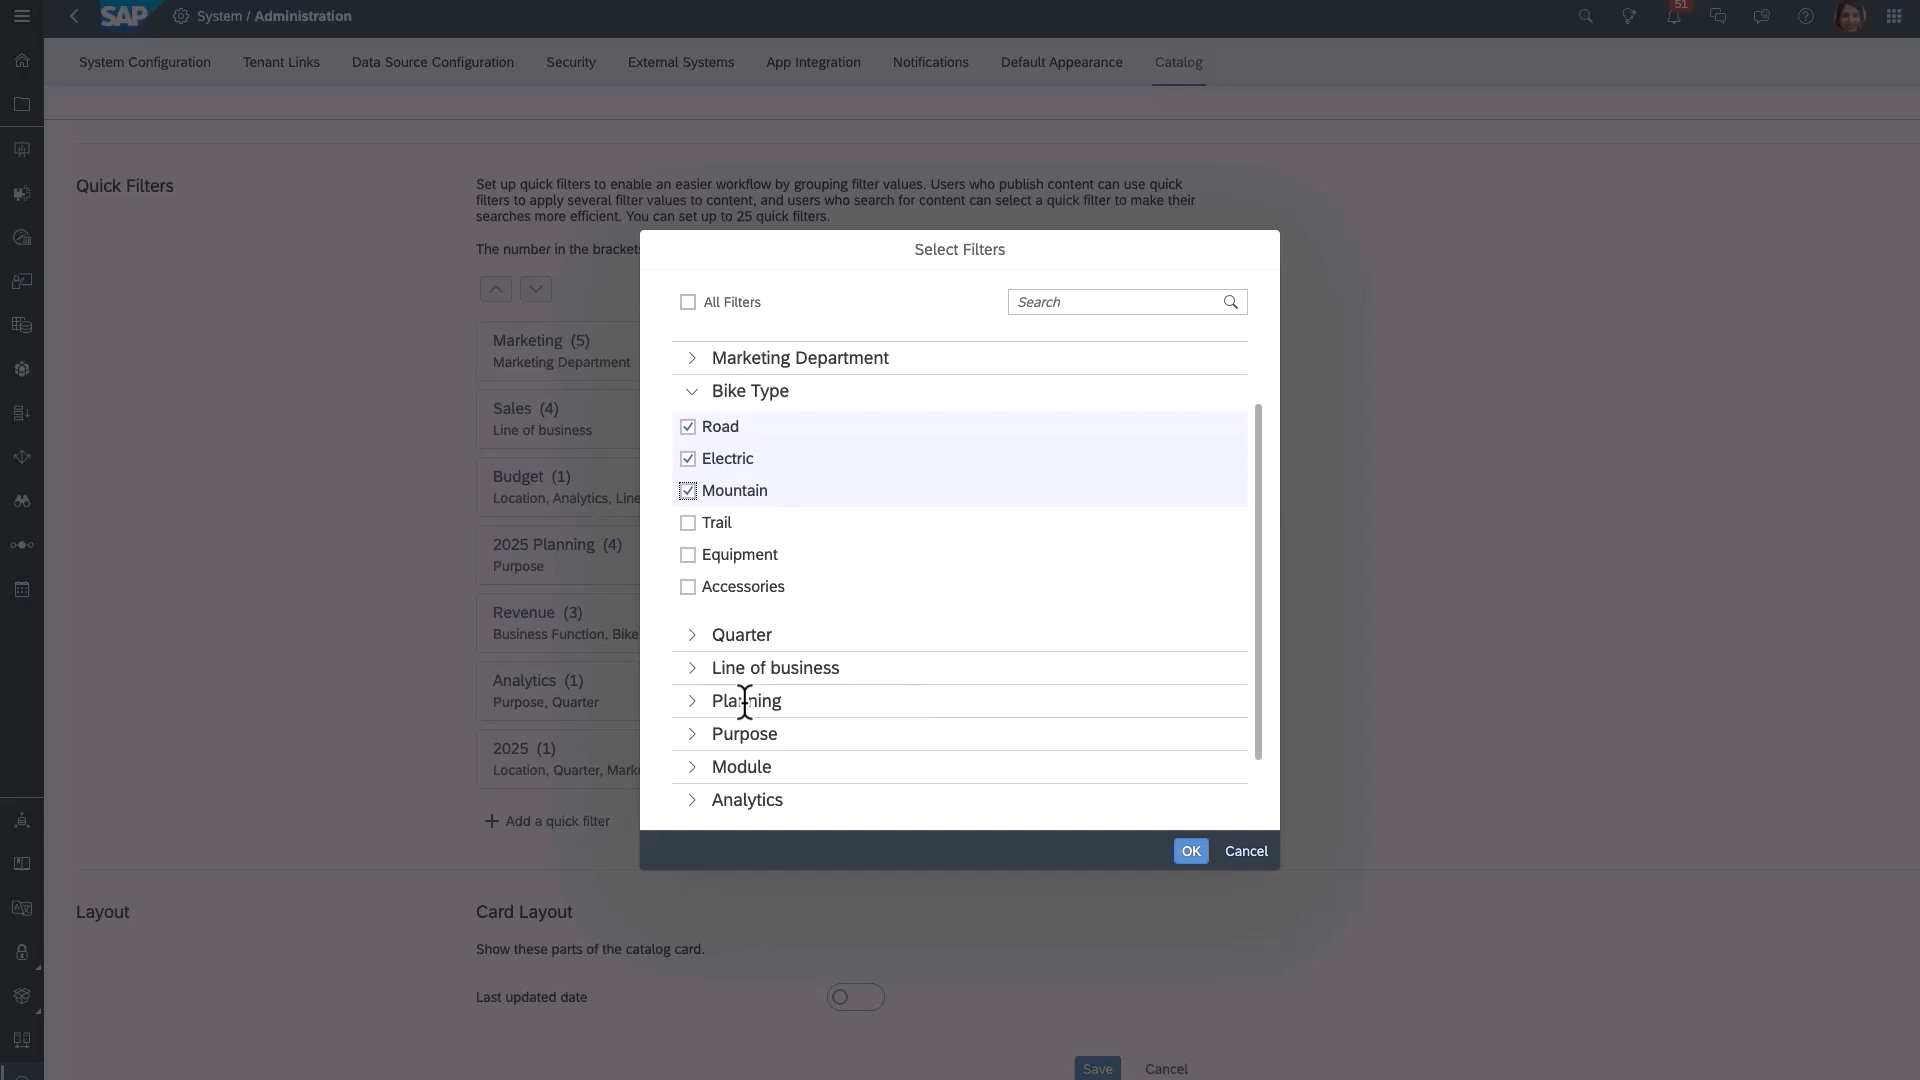 SAP
System / Administration
51
System Configuration
Tenant Links
Data Source Configuration
Security
External Systems
App Integration
Notifications
Default Appearance
Catalog
Quick Filters
Set up quick filters to enable an easier workflow by grouping filter values. Users who publish content can use quick
filters to apply several filter values to content, and users who search for content can select a quick filter to make their
searches more efficient. You can set up to 25 quick filters.
The number in the brackets
Marketing (5)
Marketing Department
Sales (4)
Line of business
Budget (1)
Location, Analytics, Line
2025 Planning (4)
Purpose
Revenue (3)
Business Function, Bike
Analytics (1)
Purpose, Quarter
2025 (1)
Location, Quarter, Marke
Add a quick filter
Select Filters
All Filters
Search
Marketing Department
Bike Type
Road
Electric
Mountain
Trail
Equipment
Accessories
Quarter
Line of business
Planning
Purpose
Module
Analytics
OK
Cancel
Layout
Card Layout
Show these parts of the catalog card.
Last updated date
Save
Cancel